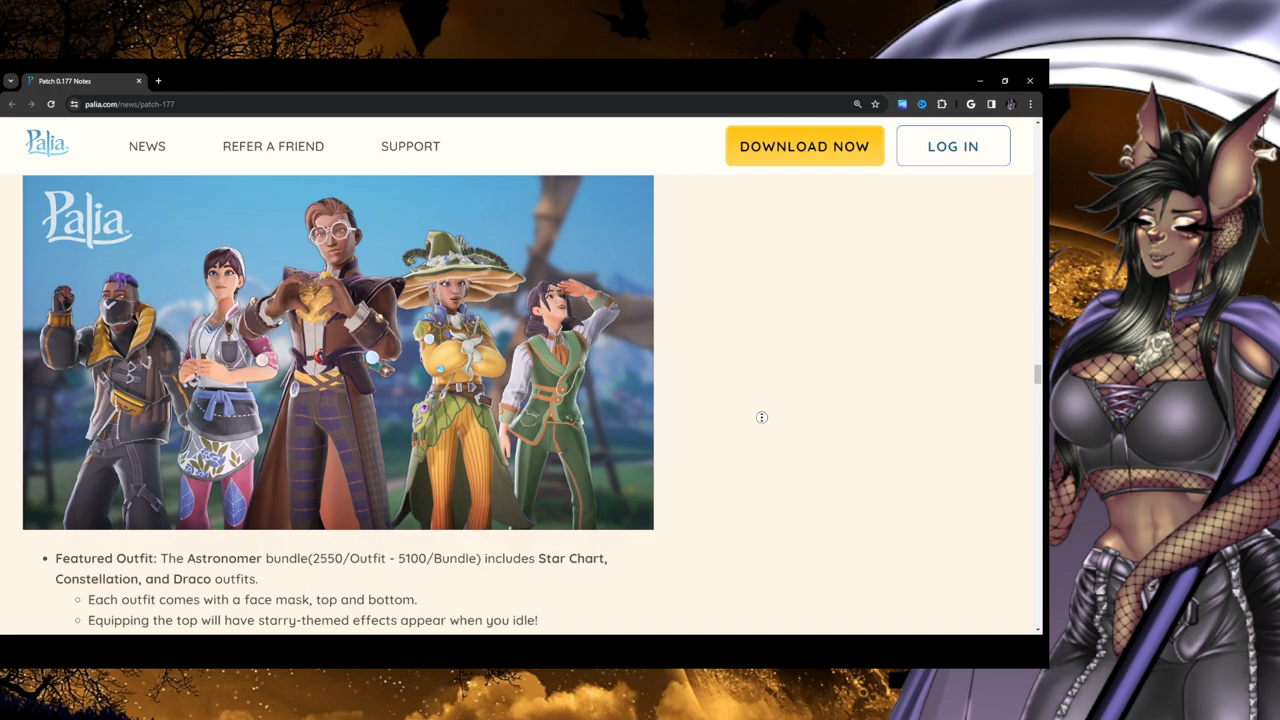 Patch 0.177 Notes
palia.com/news/patch-177
Palia
NEWS
REFER A FRIEND
SUPPORT
DOWNLOAD NOW
LOG IN
Palia
Featured Outfit: The Astronomer bundle(2550/Outfit - 5100/Bundle) includes Star Chart,
Constellation, and Draco outfits.
Each outfit comes with a face mask, top and bottom.
Equipping the top will have starry-themed effects appear when you idle!